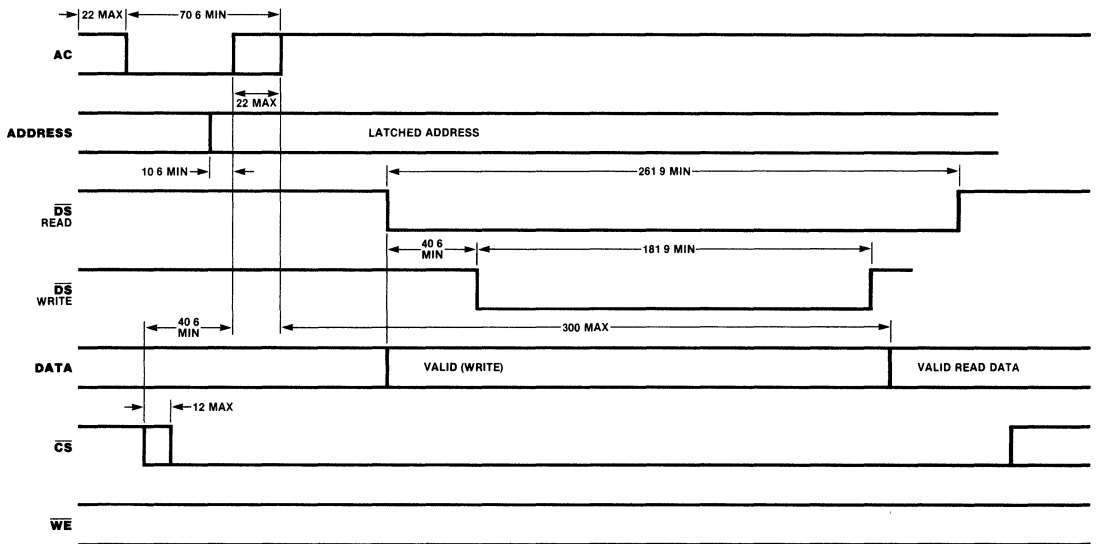 22 MAX
70 6 MIN
AC
22 MAX
ADDRESS
LATCHED ADDRESS
10 6 MIN
261 9 MIN
DS
READ
40 6
MIN
181 9 MIN
DS
WRITE
40 6
MIN
300 MAX
DATA
VALID (WRITE)
VALID READ DATA
12 MAX
CS
WE